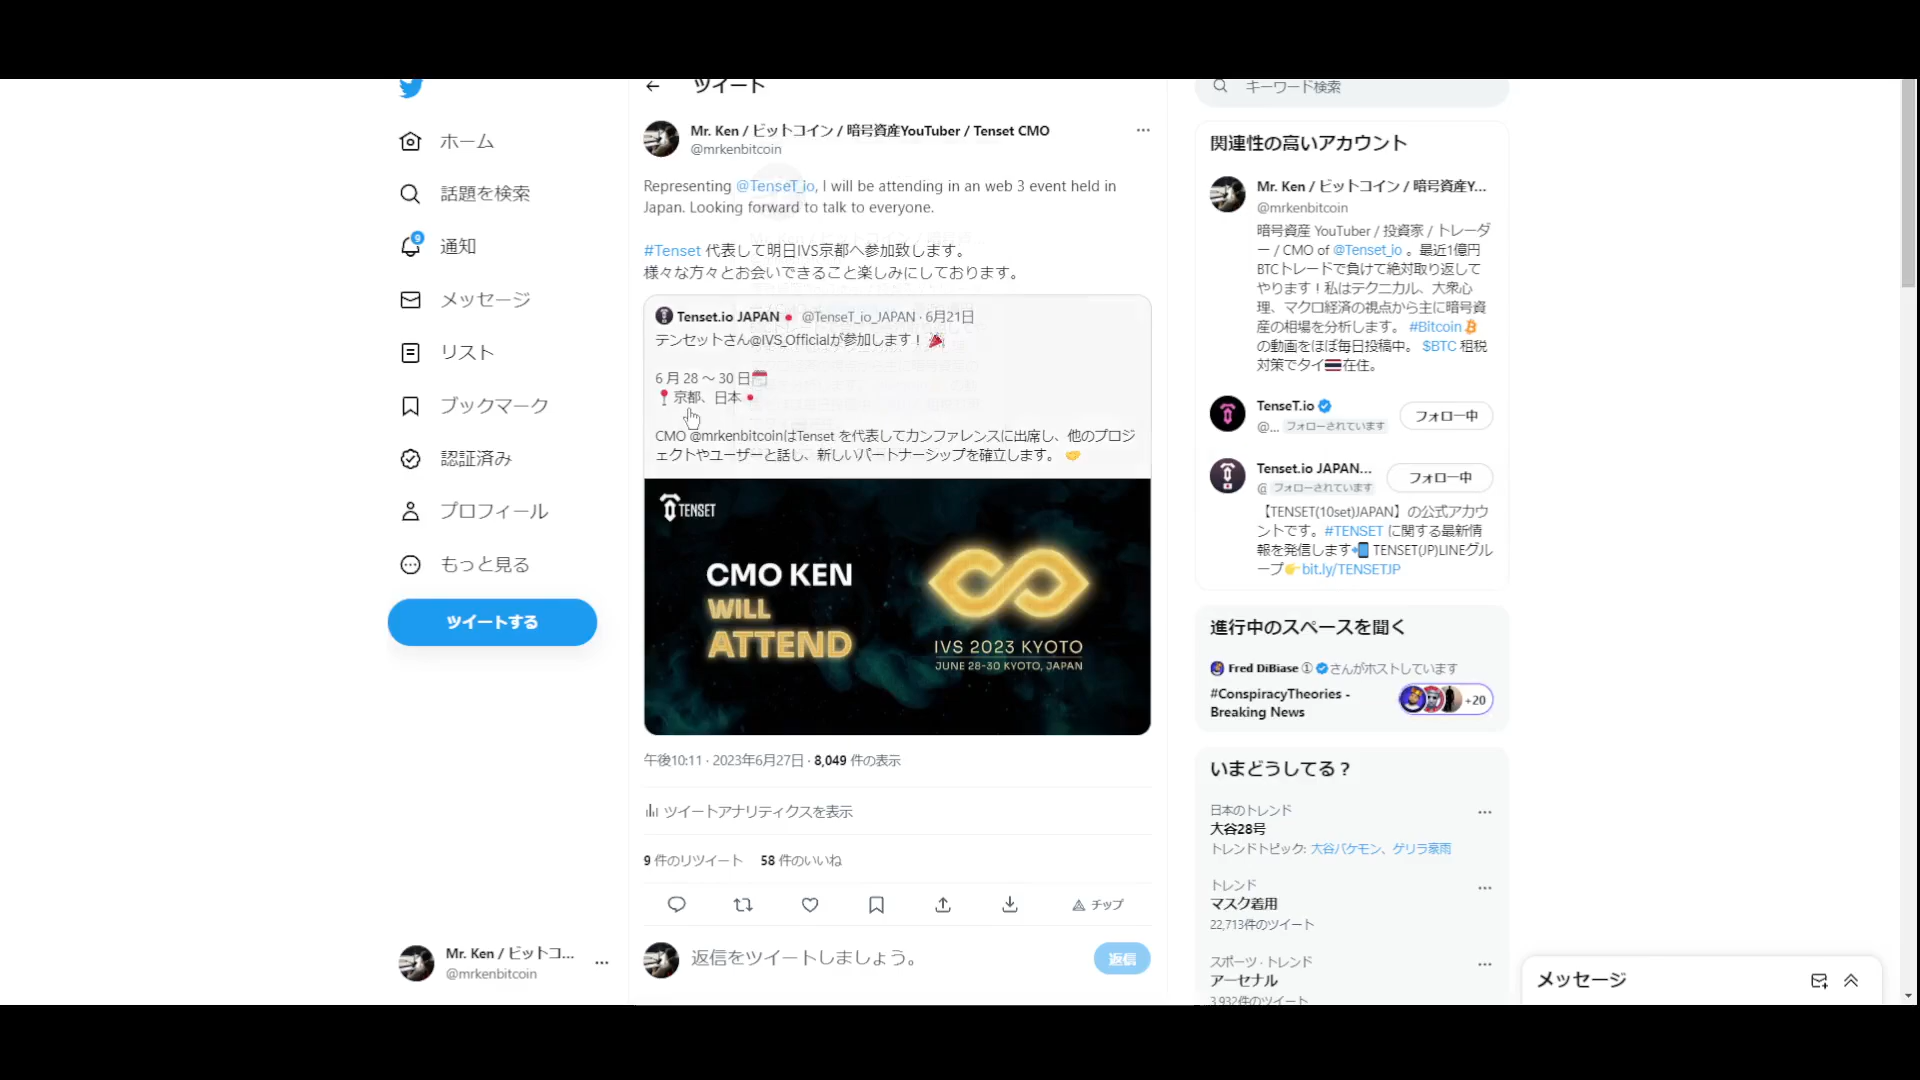 ホーム
話題を検索
9
通知
メッセージ
リスト
ブックマーク
認証済み
プロフィール
もっと見る
ツイートする
Mr. Ken / ビットコ...
@mrkenbitcoin
ツイート
Mr. Ken / ビットコイン / 暗号資産YouTuber / Tenset CMO
@mrkenbitcoin
Representing @TenseT_io, I will be attending in an web 3 event held in
Japan. Looking forward to talk to everyone.
#Tenset 代表して明日IVS京都へ参加致します。
様々な方々とお会いできること楽しみにしております。
Tenset.io JAPAN @TenseT_io_JAPAN · 6月21日
テンセットさん@IVS_Officialが参加します！
6 月 28 ～ 30 日
京都、日本
CMO @mrkenbitcoinはTenset を代表してカンファレンスに出席し、他のプロジ
ェクトやユーザーと話し、新しいパートナーシップを確立します。
TENSET
CMO KEN
WILL
ATTEND
IVS 2023 KYOTO
JUNE 28-30 KYOTO, JAPAN
午後10:11 · 2023年6月27日 · 8,049 件の表示
ツイートアナリティクスを表示
9 件のリツイート 58 件のいいね
チップ
返信をツイートしましょう。
返信
キーワード検索
関連性の高いアカウント
Mr. Ken / ビットコイン / 暗号資産Y...
@mrkenbitcoin
暗号資産 YouTuber / 投資家 / トレーダ
ー / CMO of @Tenset_io 。最近1億円
BTCトレードで負けて絶対取り返して
やります！私はテクニカル、大衆心
理、マクロ経済の視点から主に暗号資
産の相場を分析します。 #Bitcoin
の動画をほぼ毎日投稿中。 $BTC 租税
対策でタイ在住。
TenseT.io
@... フォローされています
フォロー中
Tenset.io JAPAN...
@ フォローされています
フォロー中
【TENSET(10set)JAPAN】の公式アカウ
ントです。#TENSET に関する最新情
報を発信します TENSET(JP)LINEグル
ープ bit.ly/TENSETJP
進行中のスペースを聞く
Fred DiBiase ① さんがホストしています
#ConspiracyTheories -
Breaking News
+20
いまどうしてる？
日本のトレンド
大谷28号
トレンドトピック: 大谷バケモン、ゲリラ豪雨
トレンド
マスク着用
22,713件のツイート
スポーツ · トレンド
アーセナル
3,932件のツイート
メッセージ